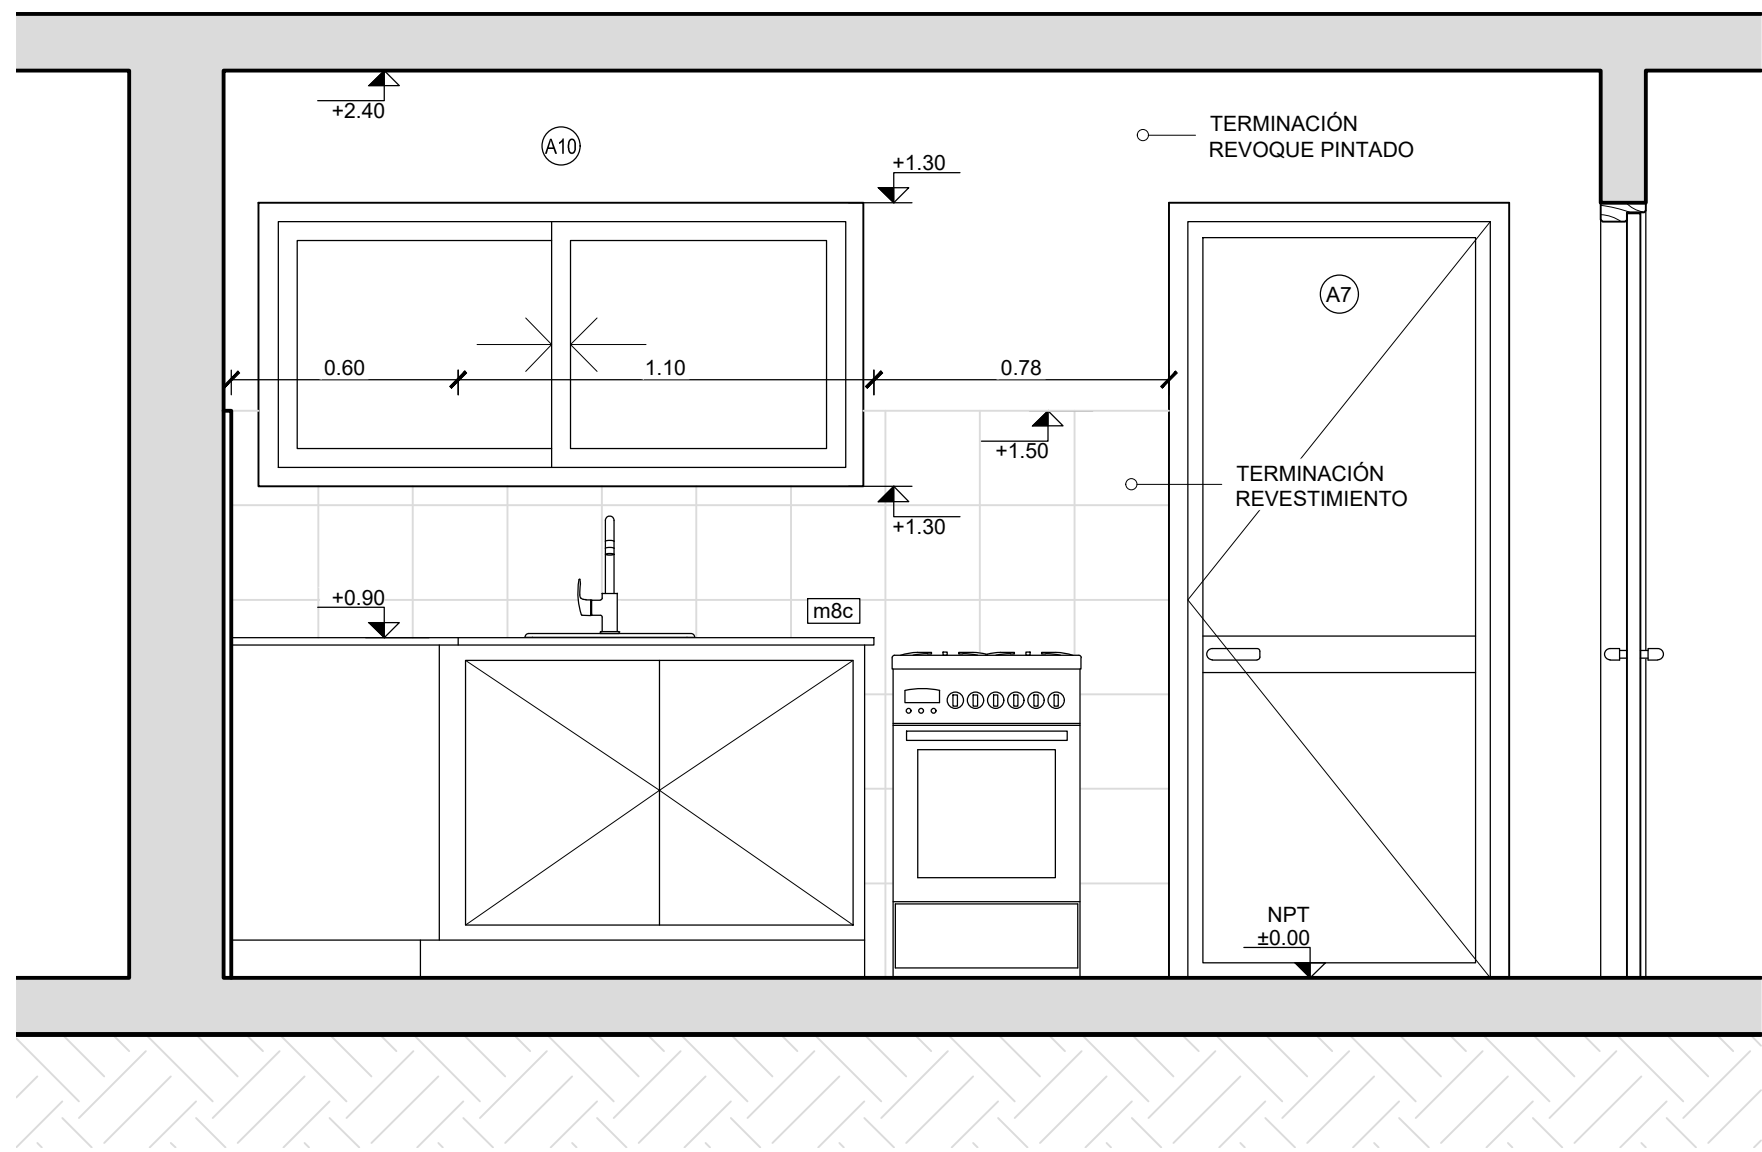 +2.40
A10
TERMINACIÓN
REVOQUE PINTADO
+1.30
A7
0.60
1.10
0.78
+1.50
TERMINACIÓN
REVESTIMIENTO
+1.30
+0.90
m8c
NPT
±0.00